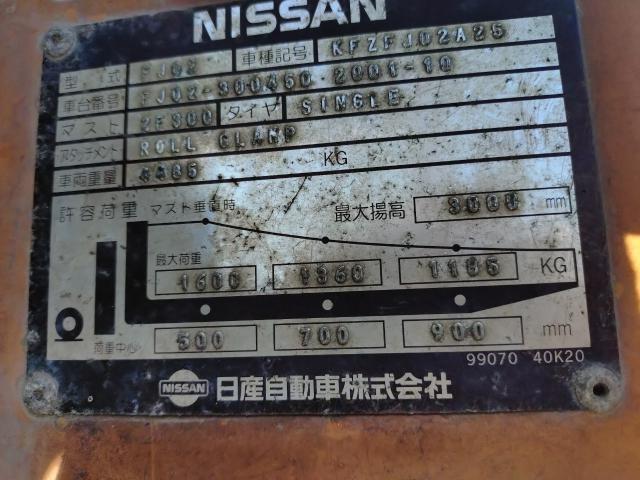 NISSAN
型式 FJ02 車種記号 KFZFJ02A25
車台番号 FJ02-300450 2001-10
マスト 2F300 タイヤ SINGLE
アタッチメント ROLL CLAMP
車両重量 KG
許容荷重 マスト垂直時 最大揚高 3000 mm
最大荷重
1600 1360 1185 KG
500 700 900 mm
荷重中心
99070 40K20
NISSAN 日産自動車株式会社